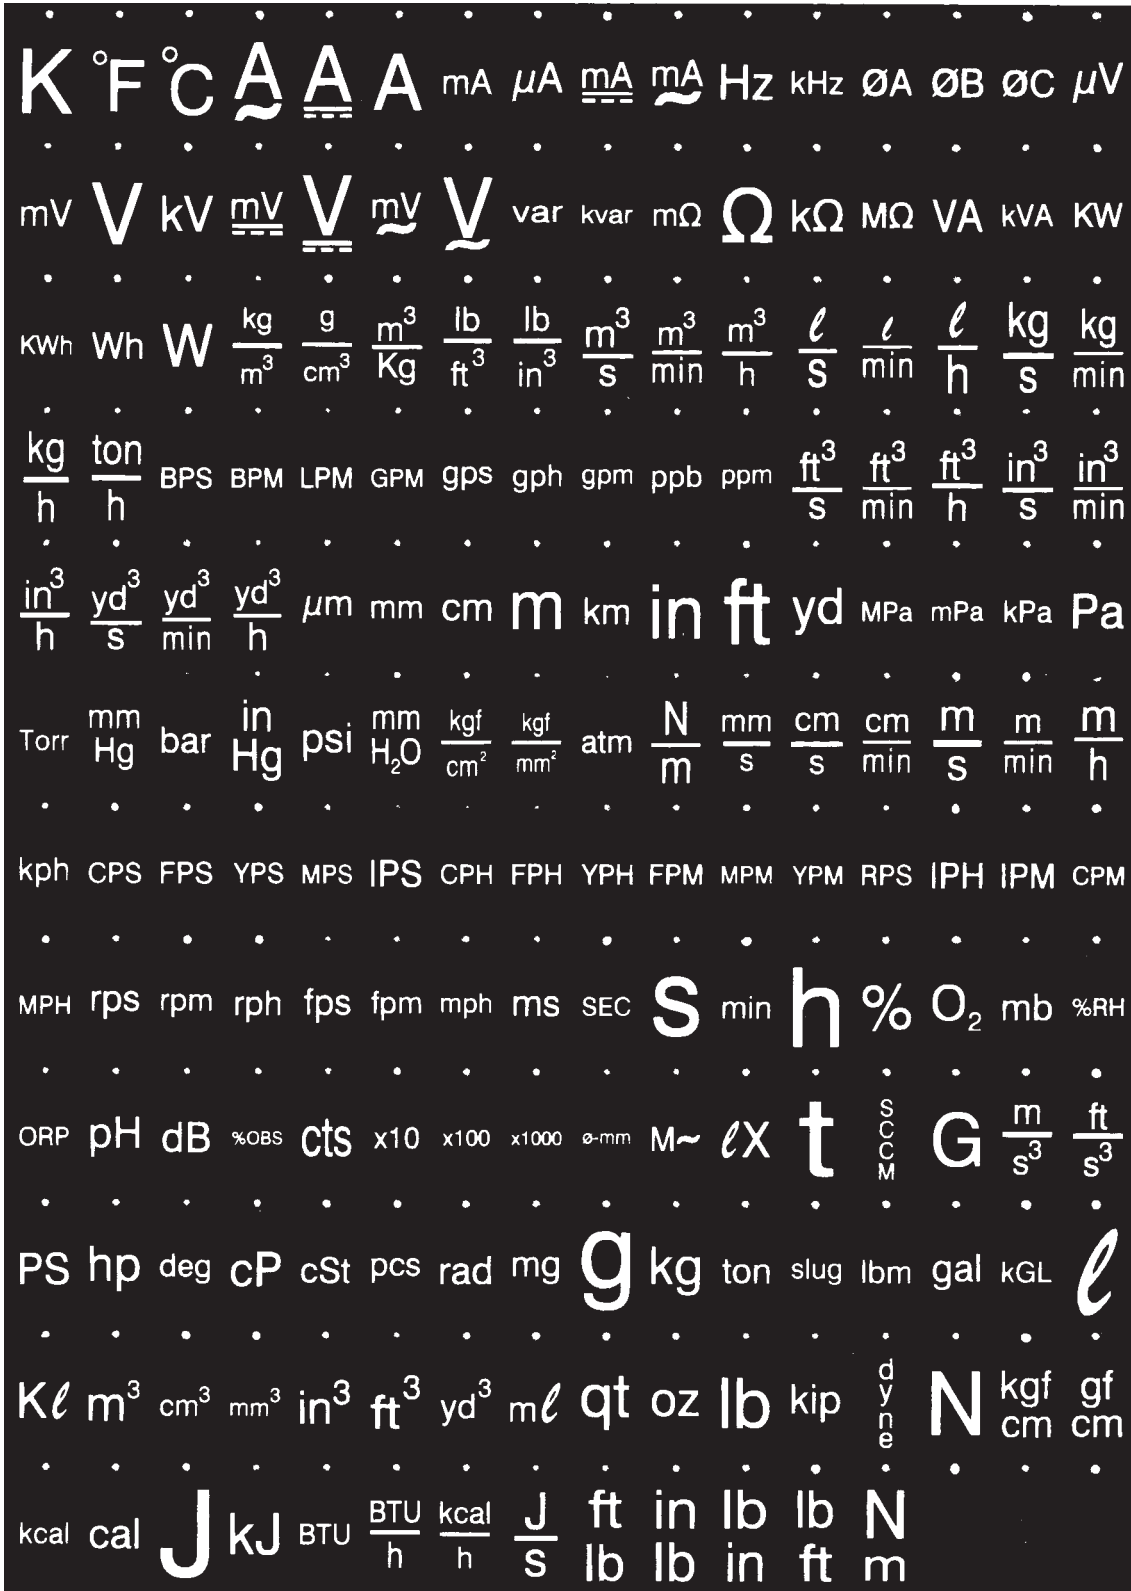 K °F °C A A A mA µA mA mA Hz kHz ØA ØB ØC µV
mV V kV mV V mV V var kvar mΩ Ω kΩ MΩ VA kVA KW
KWh Wh W kg/m³ g/cm³ m³/Kg lb/ft³ lb/in³ m³/s m³/min m³/h ℓ/s ℓ/min ℓ/h kg/s kg/min
kg/h ton/h BPS BPM LPM GPM gps gph gpm ppb ppm ft³/s ft³/min ft³/h in³/s in³/min
in³/h yd³/s yd³/min yd³/h µm mm cm m km in ft yd MPa mPa kPa Pa
Torr mm Hg bar in Hg psi mm H₂O kgf/cm² kgf/mm² atm N/m mm/s cm/s cm/min m/s m/min m/h
kph CPS FPS YPS MPS IPS CPH FPH YPH FPM MPM YPM RPS IPH IPM CPM
MPH rps rpm rph fps fpm mph ms SEC s min h % O₂ mb %RH
ORP pH dB %OBS cts x10 x100 x1000 ø-mm M~ ℓX t SCCM G m/s³ ft/s³
PS hp deg cP cSt pcs rad mg g kg ton slug lbm gal kGL ℓ
Kℓ m³ cm³ mm³ in³ ft³ yd³ mℓ qt oz lb kip dyne N kgf cm gf cm
kcal cal J kJ BTU BTU/h kcal/h J/s ft lb in lb lb in lb ft N m